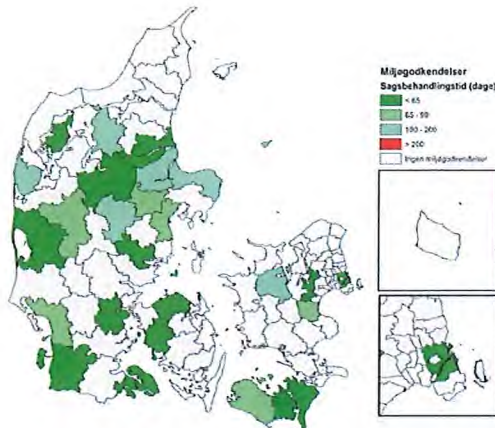 Miljøgodkendelser
Sagsbehandlingstid (dage)
< 65
65 - 99
100 - 200
> 200
Ingen miljøgodkendelser